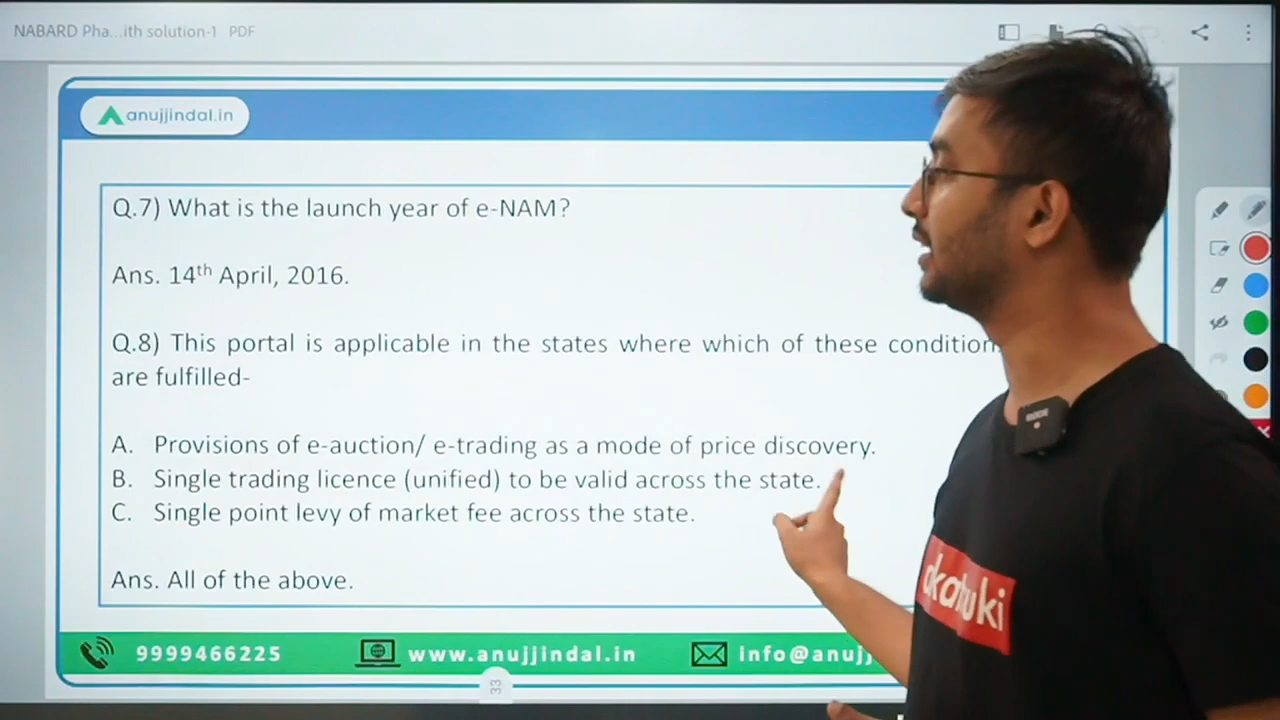 NABARD Pha...ith solution-1 PDF
anujjindal.in
Q.7) What is the launch year of e-NAM?
Ans. 14th April, 2016.
Q.8) This portal is applicable in the states where which of these condition
are fulfilled-
A. Provisions of e-auction/ e-trading as a mode of price discovery.
B. Single trading licence (unified) to be valid across the state.
C. Single point levy of market fee across the state.
Ans. All of the above.
9999466225 www.anujjindal.in info@anujj
33